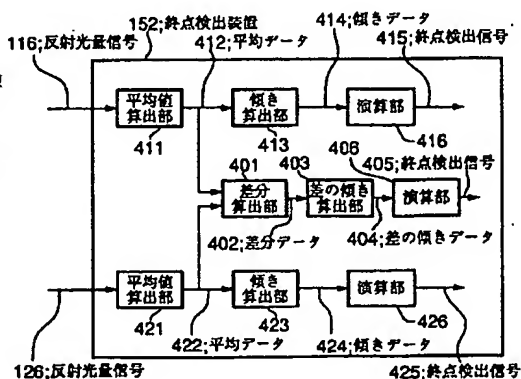 152;終点検出装置
414;傾きデータ
116;反射光量信号
412;平均データ
415;終点検出信号
平均値
算出部
411
傾き
算出部
413
演算部
416
401
403
406
405;終点検出信号
差分
算出部
差の傾き
算出部
演算部
402;差分データ
404;差の傾きデータ
平均値
算出部
421
傾き
算出部
423
演算部
426
422;平均データ
424;傾きデータ
126;反射光量信号
425;終点検出信号